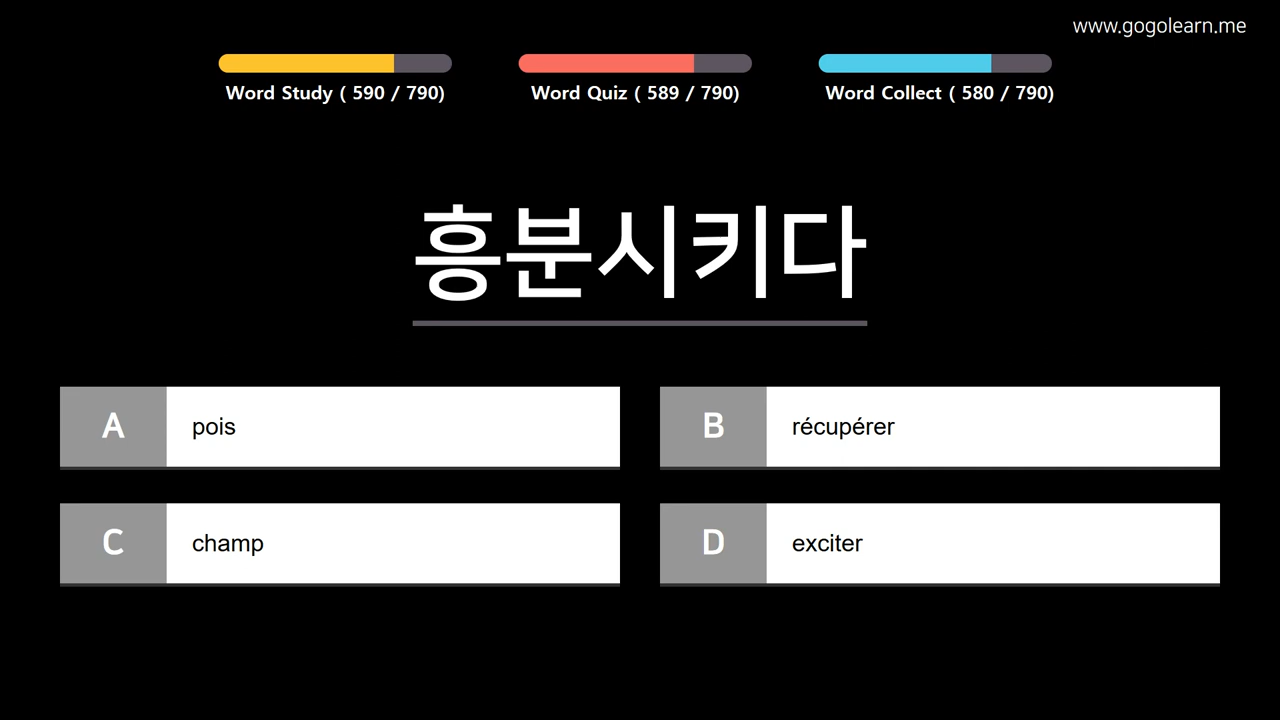 www.gogolearn.me
Word Study ( 590 / 790)
Word Quiz ( 589 / 790)
Word Collect ( 580 / 790)
흥분시키다
A pois
B récupérer
C champ
D exciter